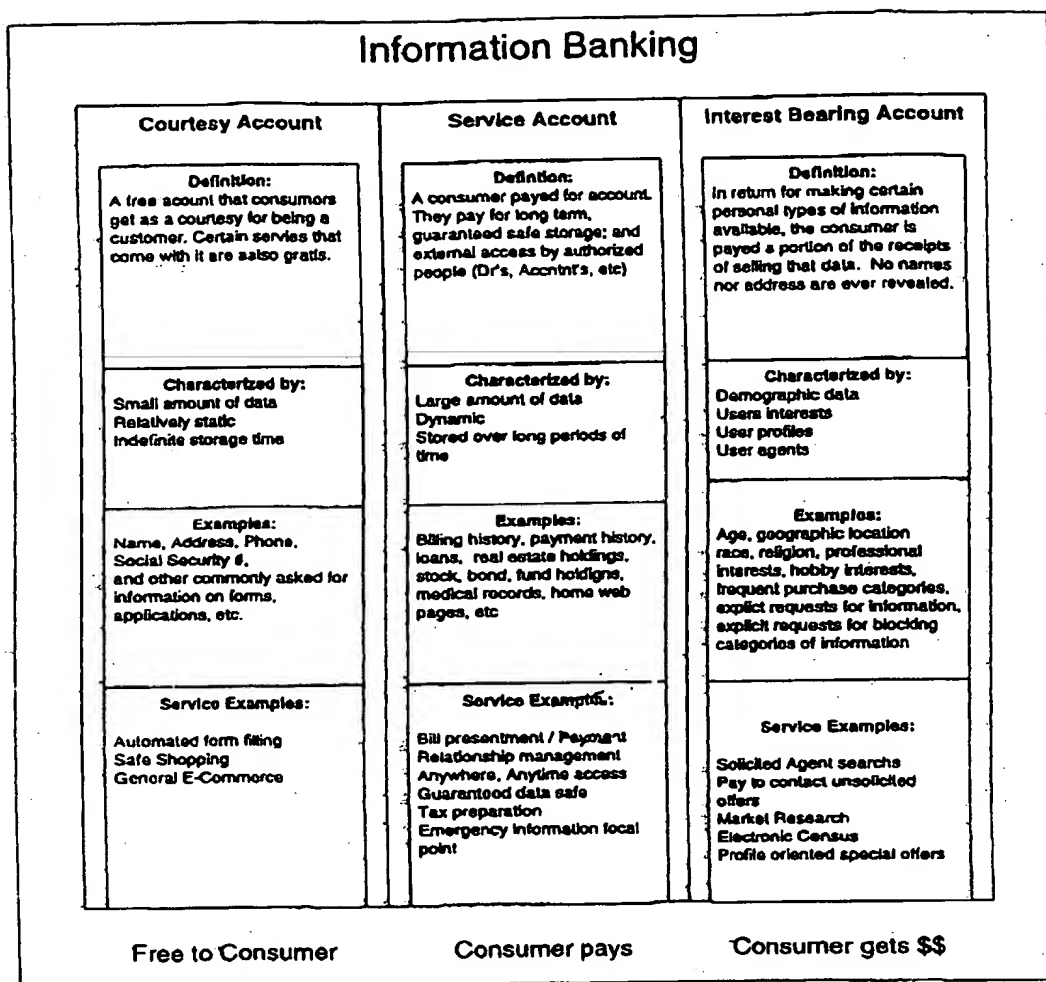 Information Banking
Courtesy Account
Definition:
A free acount that consumors
get as a courtesy for being a
customer. Certain servies that
come with it are aalso gratis.
Characterized by:
Small amount of data
Relatively static
Indefinite storage time
Examples:
Name, Address, Phone,
Social Security #,
and other commonly asked for
information on forms,
applications, etc.
Service Examples:
Automated form filling
Safe Shopping
General E-Commerce
Free to Consumer
Service Account
Definition:
A consumer payed for account.
They pay for long term,
guaranteed safe storage; and
external access by authorized
people (Dr's, Accntnt's, etc)
Characterized by:
Large amount of data
Dynamic
Stored over long periods of
time
Examples:
Billing history, payment history,
loans, real estate holdings,
stock, bond, fund holdigns,
medical records, home web
pages, etc
Service Examples:
Bill presentment / Payment
Relationship management
Anywhere, Anytime access
Guaranteed data safe
Tax preparation
Emergency information focal
point
Consumer pays
Interest Bearing Account
Definition:
In return for making certain
personal types of information
available, the consumer is
payed a portion of the receipts
of selling that data. No names
nor address are ever revealed.
Characterized by:
Demographic data
Users interests
User profiles
User agents
Examples:
Age, geographic location
race, religion, professional
interests, hobby interests,
frequent purchase categories,
explict requests for information,
explicit requests for blocking
categories of information
Service Examples:
Solicited Agent searchs
Pay to contact unsolicited
offers
Market Research
Electronic Census
Profile oriented special offers
Consumer gets $$